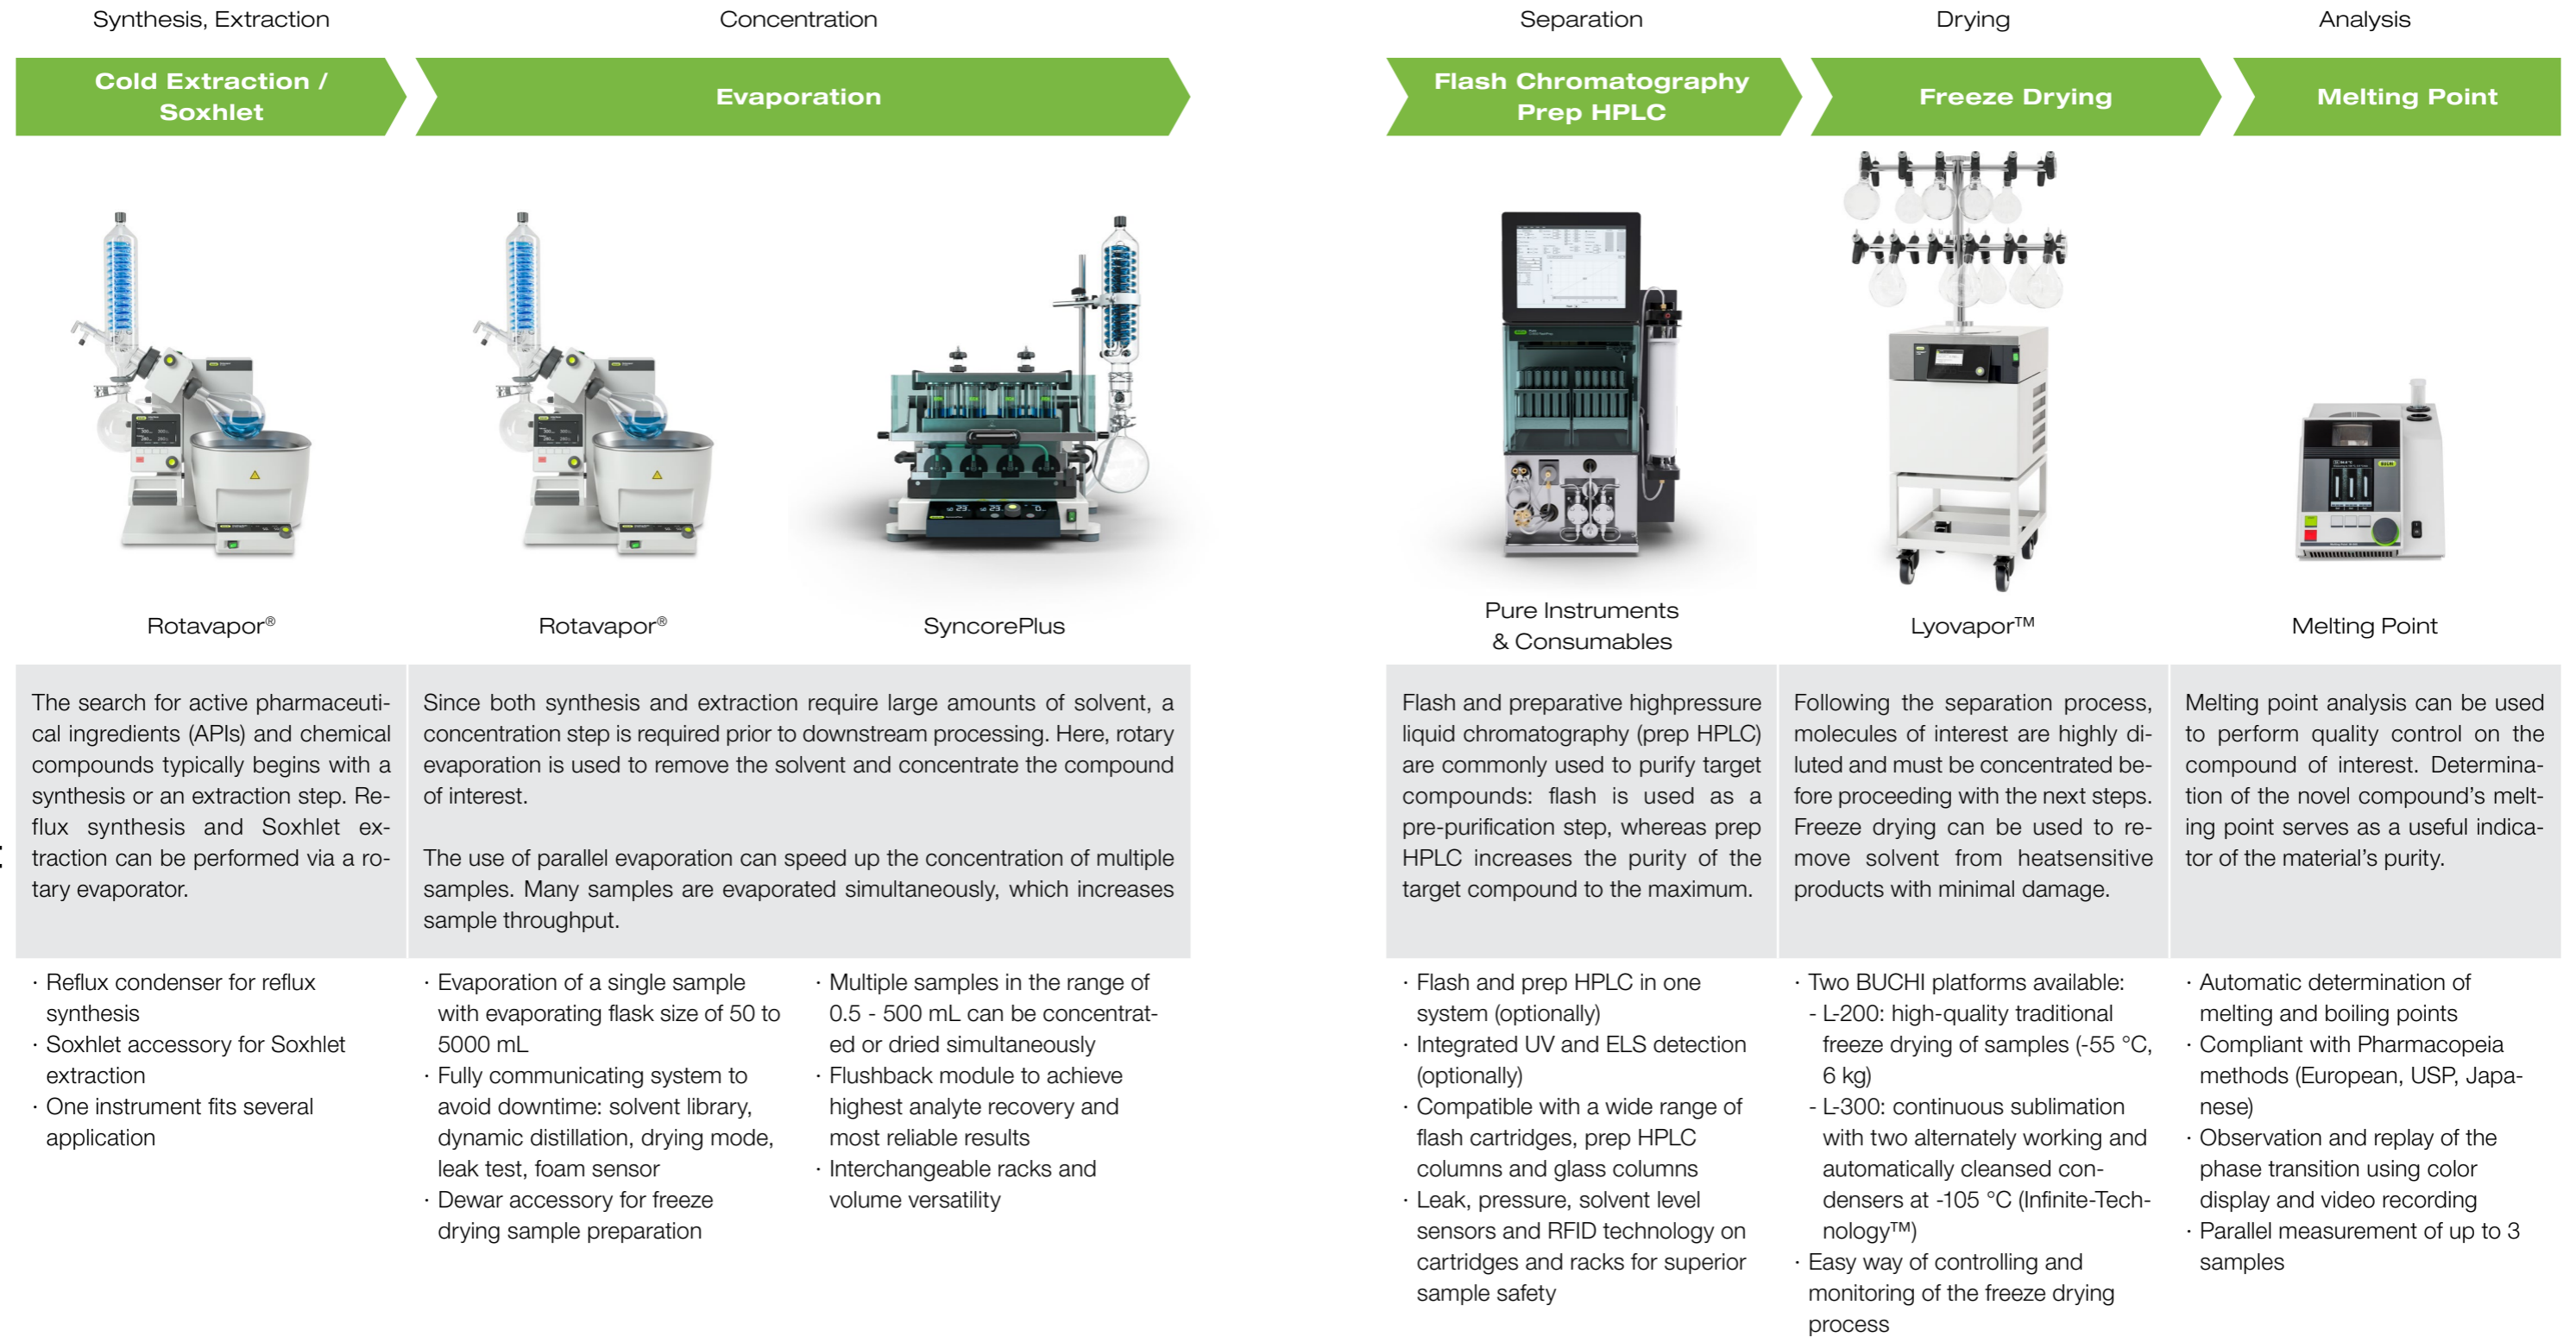 Synthesis, Extraction
Concentration
Separation
Drying
Analysis
Cold Extraction /
Soxhlet
Evaporation
Flash Chromatography
Prep HPLC
Freeze Drying
Melting Point
Rotavapor®
Rotavapor®
SyncorePlus
Pure Instruments
& Consumables
Lyovapor™
Melting Point
The search for active pharmaceuti-
cal ingredients (APIs) and chemical
compounds typically begins with a
synthesis or an extraction step. Re-
flux synthesis and Soxhlet ex-
traction can be performed via a ro-
tary evaporator.
Since both synthesis and extraction require large amounts of solvent, a
concentration step is required prior to downstream processing. Here, rotary
evaporation is used to remove the solvent and concentrate the compound
of interest.
The use of parallel evaporation can speed up the concentration of multiple
samples. Many samples are evaporated simultaneously, which increases
sample throughput.
Flash and preparative highpressure
liquid chromatography (prep HPLC)
are commonly used to purify target
compounds: flash is used as a
pre-purification step, whereas prep
HPLC increases the purity of the
target compound to the maximum.
Following the separation process,
molecules of interest are highly di-
luted and must be concentrated be-
fore proceeding with the next steps.
Freeze drying can be used to re-
move solvent from heatsensitive
products with minimal damage.
Melting point analysis can be used
to perform quality control on the
compound of interest. Determina-
tion of the novel compound's melt-
ing point serves as a useful indica-
tor of the material's purity.
· Reflux condenser for reflux
synthesis
· Soxhlet accessory for Soxhlet
extraction
· One instrument fits several
application
· Evaporation of a single sample
with evaporating flask size of 50 to
5000 mL
· Fully communicating system to
avoid downtime: solvent library,
dynamic distillation, drying mode,
leak test, foam sensor
· Dewar accessory for freeze
drying sample preparation
· Multiple samples in the range of
0.5 - 500 mL can be concentrat-
ed or dried simultaneously
· Flushback module to achieve
highest analyte recovery and
most reliable results
· Interchangeable racks and
volume versatility
· Flash and prep HPLC in one
system (optionally)
· Integrated UV and ELS detection
(optionally)
· Compatible with a wide range of
flash cartridges, prep HPLC
columns and glass columns
· Leak, pressure, solvent level
sensors and RFID technology on
cartridges and racks for superior
sample safety
· Two BUCHI platforms available:
- L-200: high-quality traditional
freeze drying of samples (-55 °C,
6 kg)
- L-300: continuous sublimation
with two alternately working and
automatically cleansed con-
densers at -105 °C (Infinite-Tech-
nology™)
· Easy way of controlling and
monitoring of the freeze drying
process
· Automatic determination of
melting and boiling points
· Compliant with Pharmacopeia
methods (European, USP, Japa-
nese)
· Observation and replay of the
phase transition using color
display and video recording
· Parallel measurement of up to 3
samples